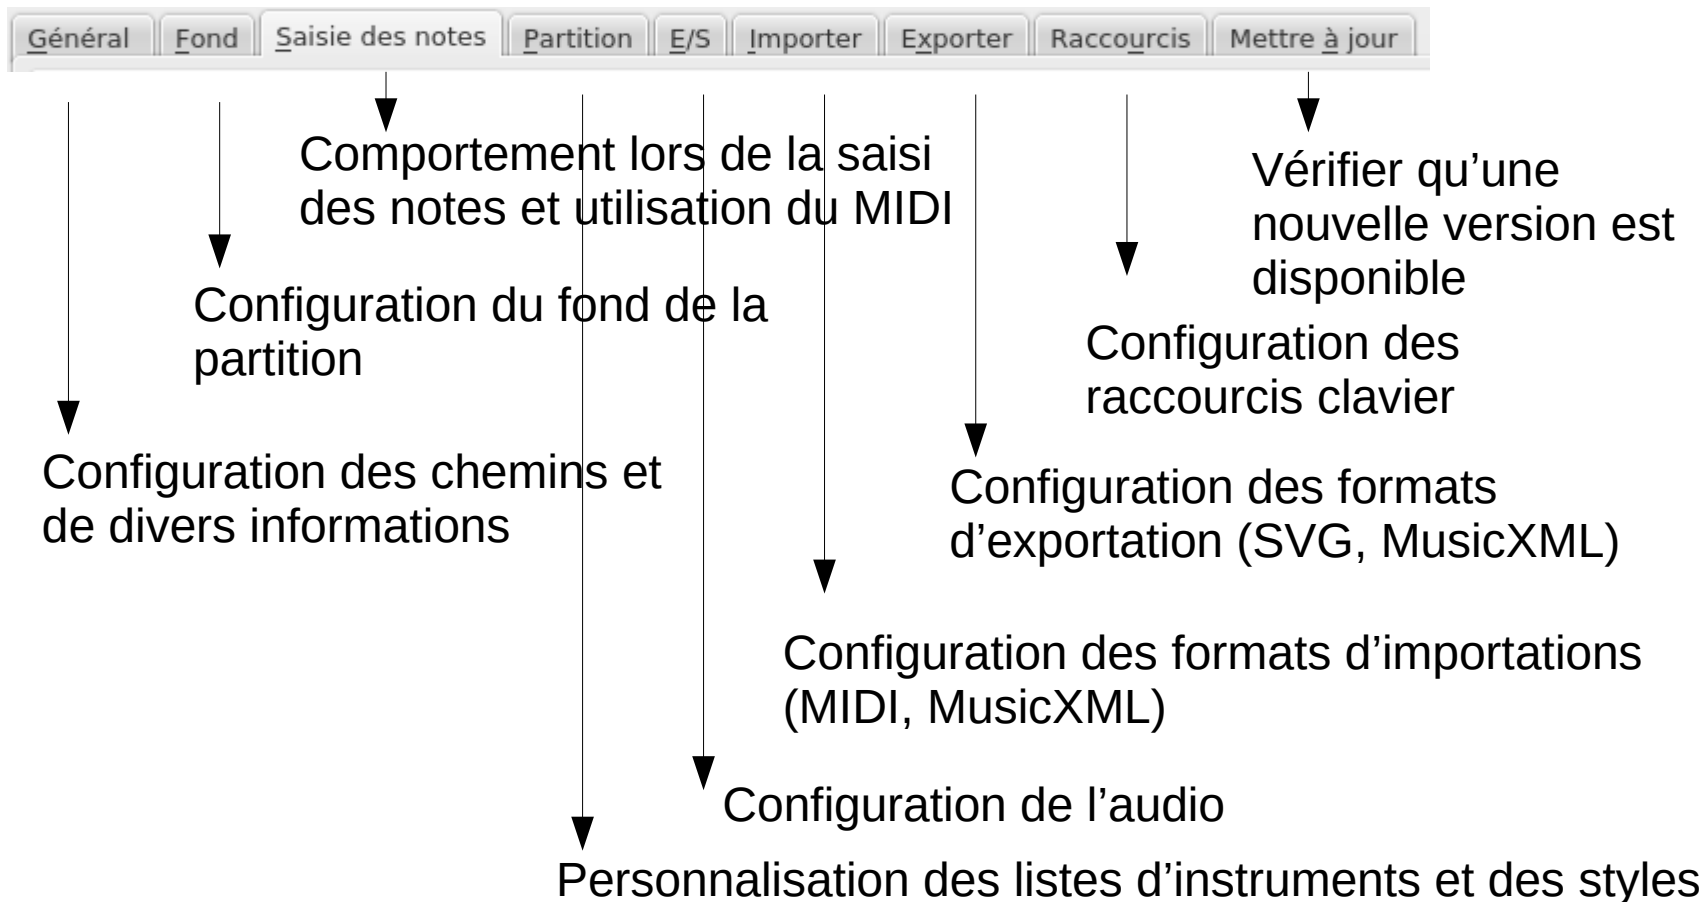 Général Fond Saisie des notes Partition E/S Importer Exporter Raccourcis Mettre à jour
Comportement lors de la saisi
des notes et utilisation du MIDI
Vérifier qu’une
nouvelle version est
disponible
Configuration du fond de la
partition
Configuration des
raccourcis clavier
Configuration des chemins et
de divers informations
Configuration des formats
d’exportation (SVG, MusicXML)
Configuration des formats d’importations
(MIDI, MusicXML)
Configuration de l’audio
Personnalisation des listes d’instruments et des styles